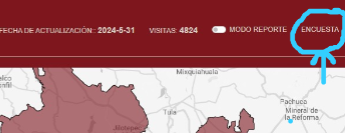 FECHA DE ACTUALIZACIÓN: 2024-5-31 VISITAS: 4824 MODO REPORTE ENCUESTA
Mixquiahuala
Pachuca
Tula
Mineral de
la Reforma